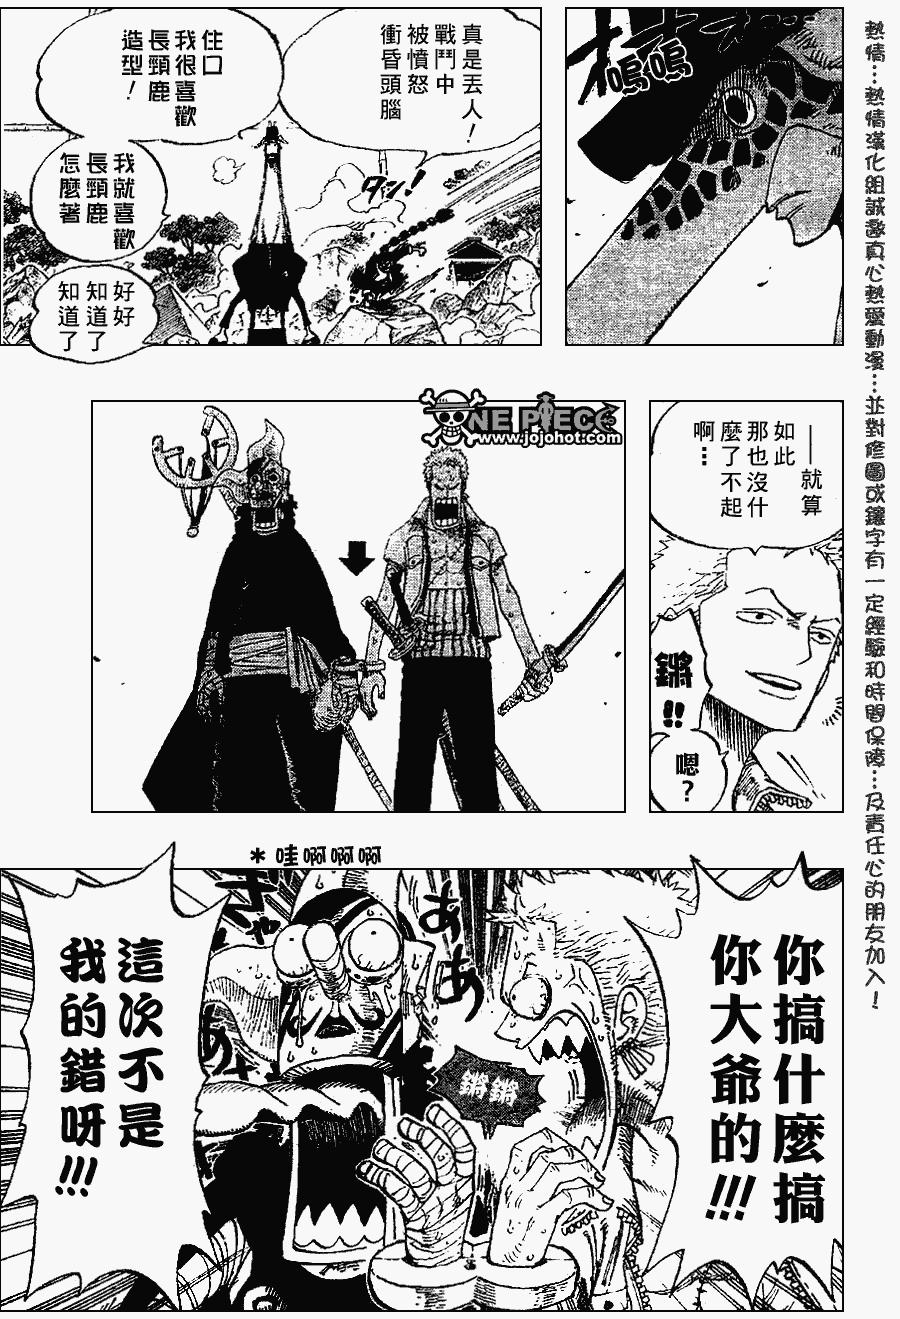 嗚嗚
真是丟人！
戰鬥中
被憤怒
衝昏頭腦
住口
我很喜歡
長頸鹿
造型！
我就喜歡
長頸鹿
怎麼著
好好
知道了
知道了
ダン！
——就算
如此
那也沒什
麼了不起
啊…
鏘
!!
嗯？
ONE PIECE
www.jojohot.com
＊哇啊啊啊
你搞什麼搞
你大爺的!!!
ああ
鏘鏘
這次不是
我的錯呀!!!
熱情…熱情漢化組誠邀真心熱愛動漫…並對修圖或鑲字有一定經驗和時間保障…及責任心的朋友加入！